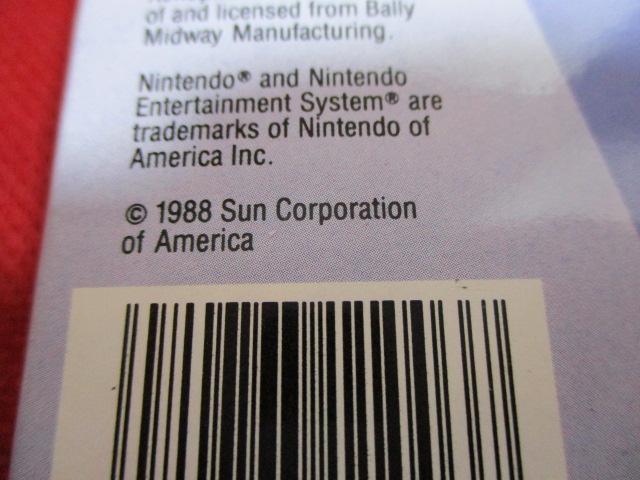 of and licensed from Bally
Midway Manufacturing.
Nintendo® and Nintendo
Entertainment System® are
trademarks of Nintendo of
America Inc.
© 1988 Sun Corporation
of America